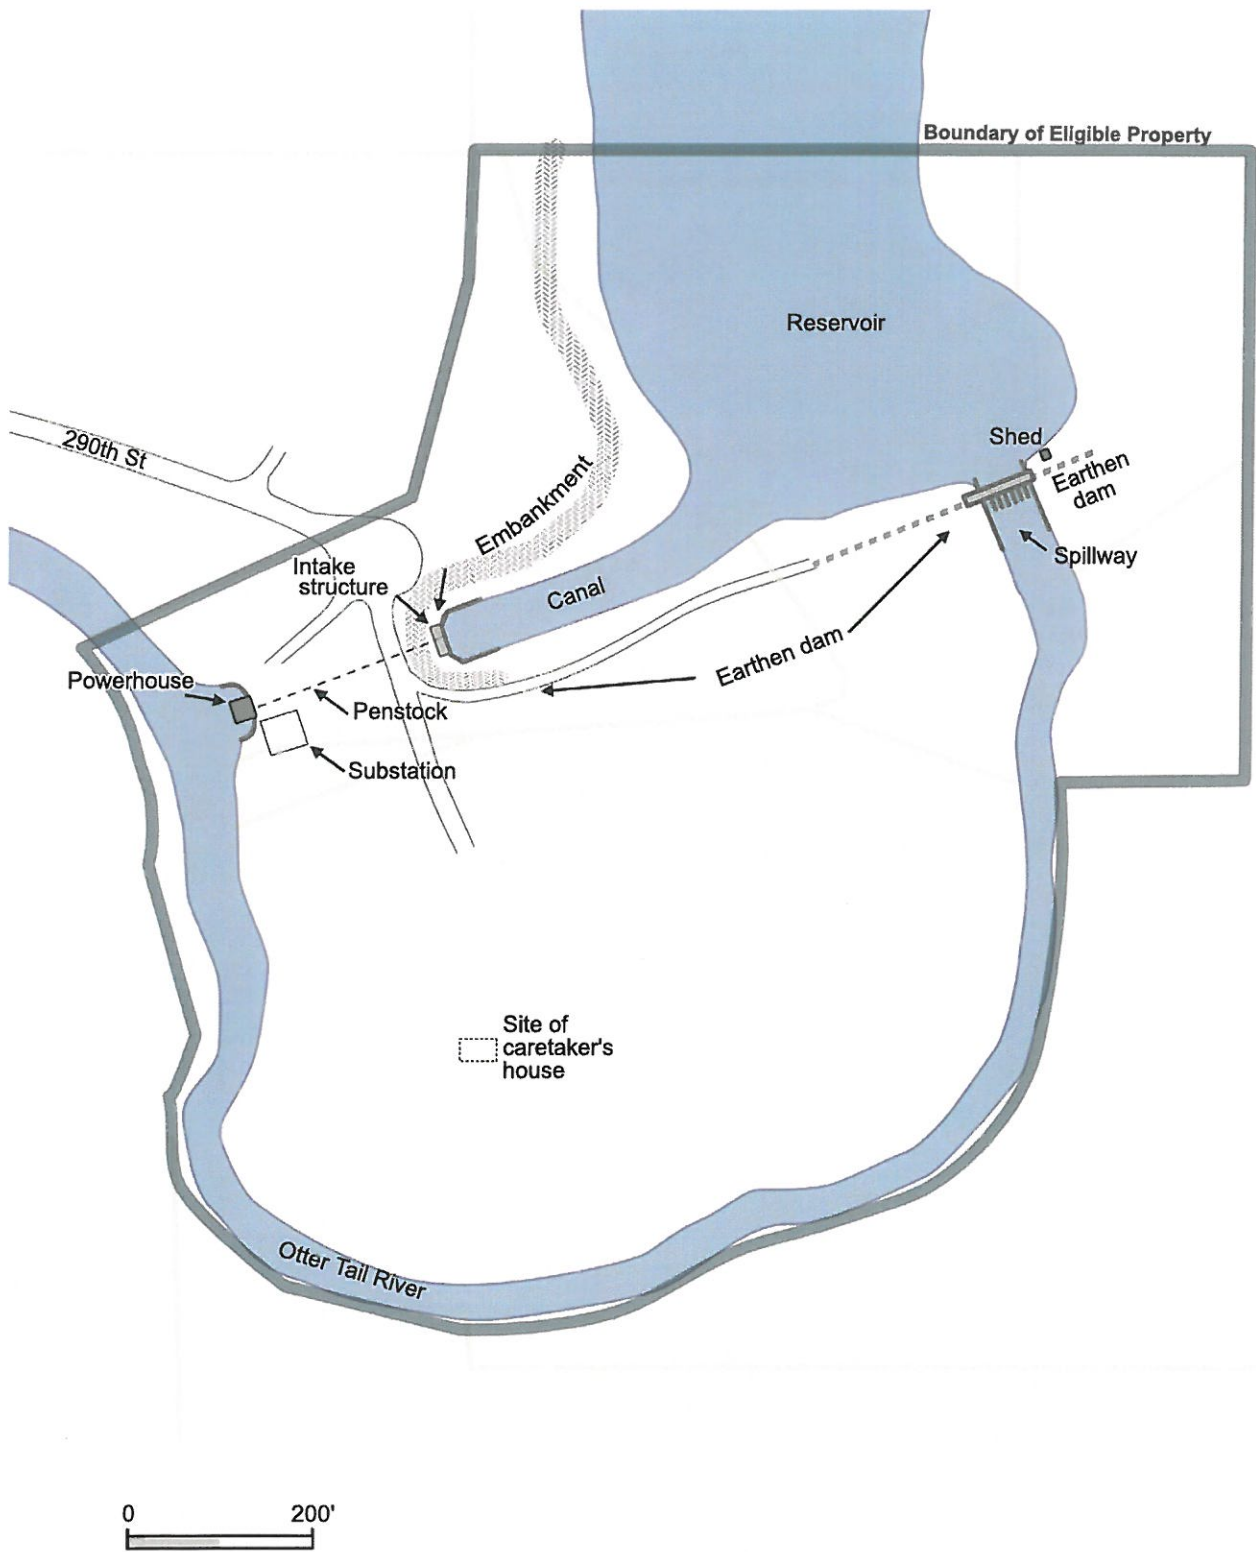 Boundary of Eligible Property
Reservoir
290th St
Shed
Earthen
dam
Embankment
Spillway
Intake
structure
Canal
Earthen dam
Powerhouse
Penstock
Substation
Site of
caretaker's
house
Otter Tail River
0 200'